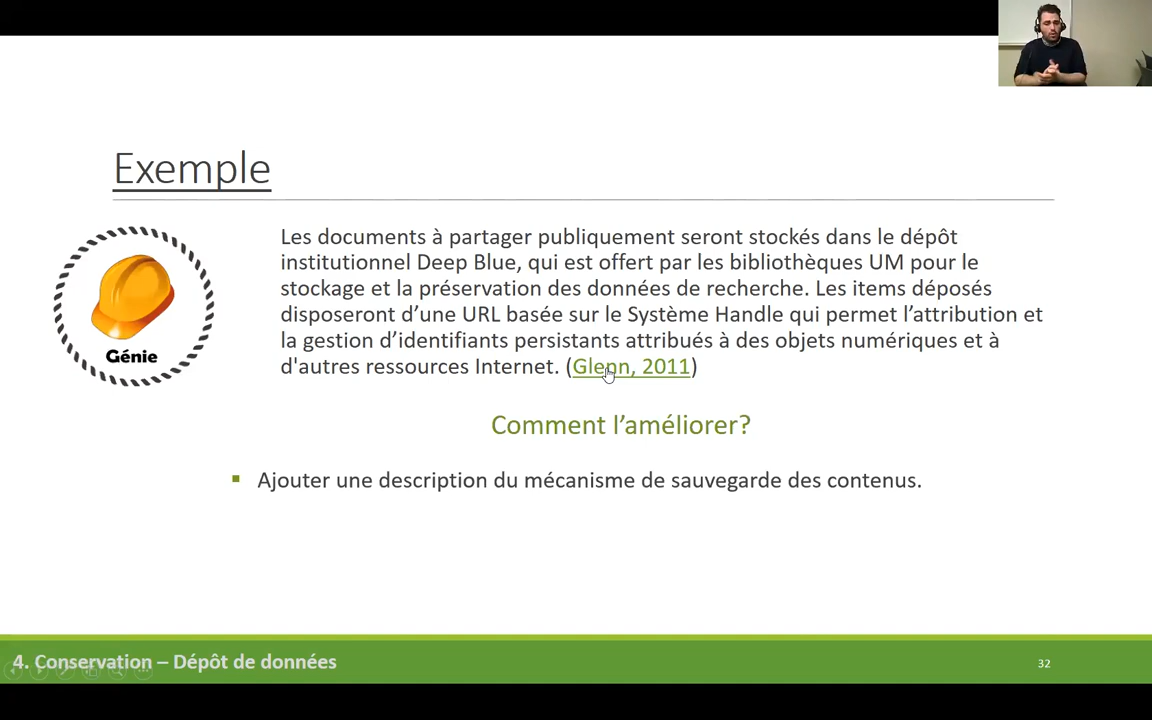 Exemple
Les documents à partager publiquement seront stockés dans le dépôt
institutionnel Deep Blue, qui est offert par les bibliothèques UM pour le
stockage et la préservation des données de recherche. Les items déposés
disposeront d’une URL basée sur le Système Handle qui permet l’attribution et
la gestion d’identifiants persistants attribués à des objets numériques et à
d'autres ressources Internet. (Glenn, 2011)
Génie
Comment l’améliorer?
Ajouter une description du mécanisme de sauvegarde des contenus.
4. Conservation – Dépôt de données
32